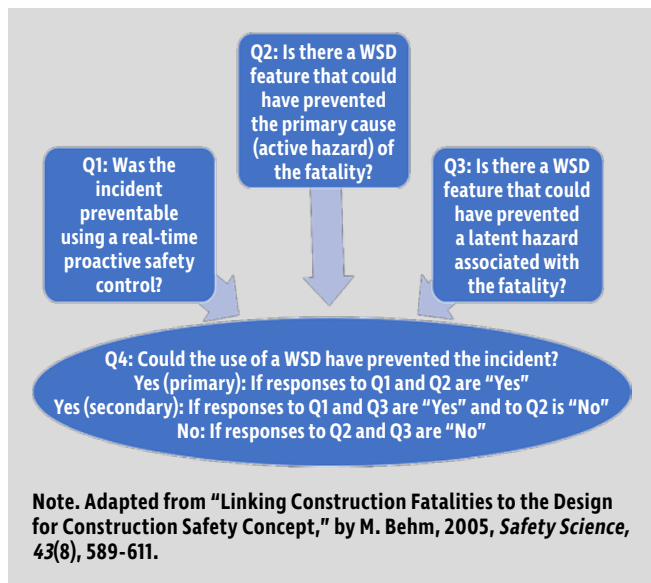 Q2: Is there a WSD
feature that could
have prevented
the primary cause
(active hazard) of
the fatality?
Q1: Was the
incident
preventable
using a real-time
proactive safety
control?
Q3: Is there a WSD
feature that could
have prevented
a latent hazard
associated with
the fatality?
Q4: Could the use of a WSD have prevented the incident?
Yes (primary): If responses to Q1 and Q2 are “Yes”
Yes (secondary): If responses to Q1 and Q3 are “Yes” and to Q2 is “No”
No: If responses to Q2 and Q3 are “No”
Note. Adapted from “Linking Construction Fatalities to the Design
for Construction Safety Concept,” by M. Behm, 2005, Safety Science,
43(8), 589-611.